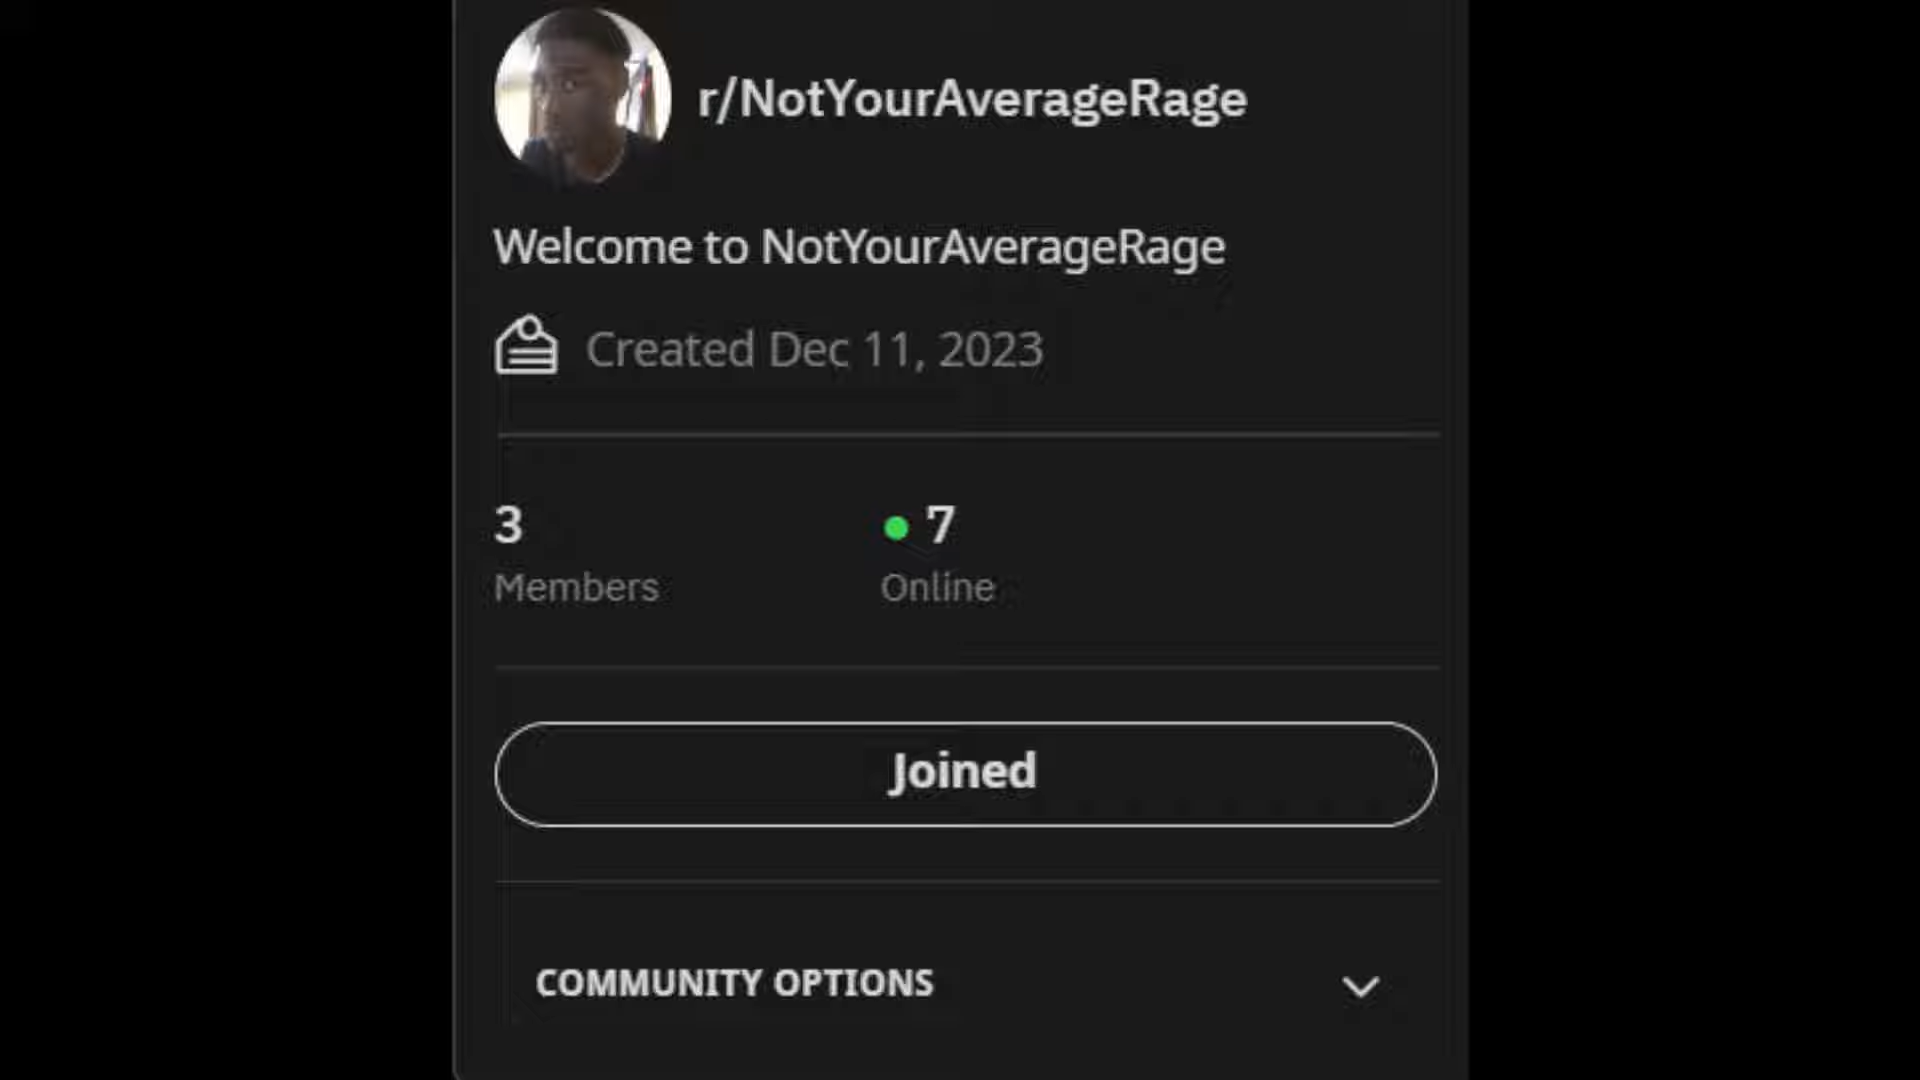 r/NotYourAverageRage
Welcome to NotYourAverageRage
Created Dec 11, 2023
3
7
Members
Online
Joined
COMMUNITY OPTIONS